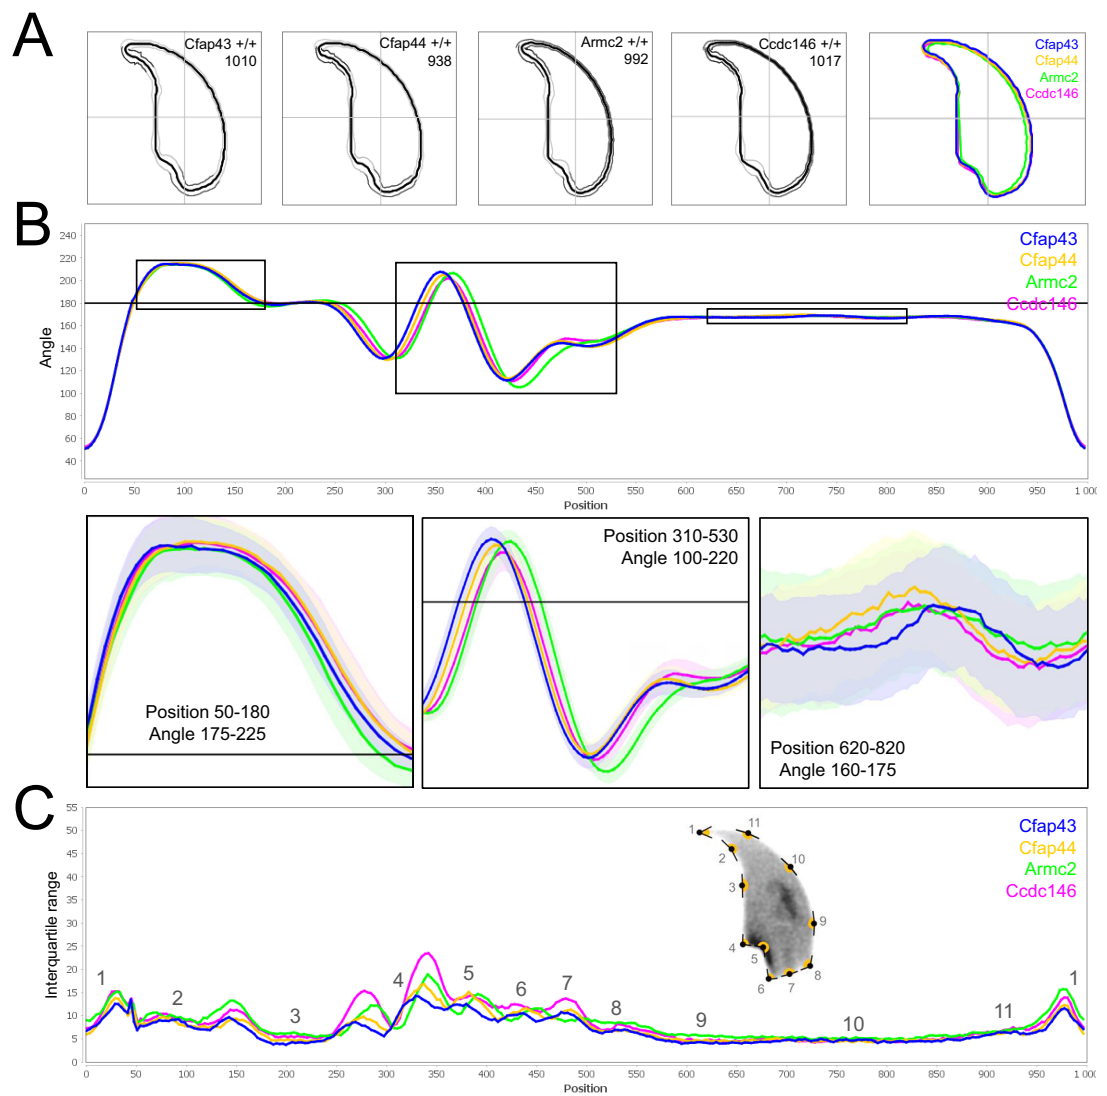 A
Cfap43 +/+
1010
Cfap44 +/+
938
Armc2 +/+
992
Ccdc146 +/+
1017
Cfap43
Cfap44
Armc2
Ccdc146
B
240
220
200
180
160
140
120
100
80
60
40
Angle
Cfap43
Cfap44
Armc2
Ccdc146
0 50 100 150 200 250 300 350 400 450 500 550 600 650 700 750 800 850 900 950 1 000
Position
Position 50-180
Angle 175-225
Position 310-530
Angle 100-220
Position 620-820
Angle 160-175
C
55
50
45
40
35
30
25
20
15
10
5
0
Interquartile range
Cfap43
Cfap44
Armc2
Ccdc146
1 11
2
10
3
9
4
5
8
6 7
1 2 3 4 5 6 7 8 9 10 11 1
0 50 100 150 200 250 300 350 400 450 500 550 600 650 700 750 800 850 900 950 1 000
Position